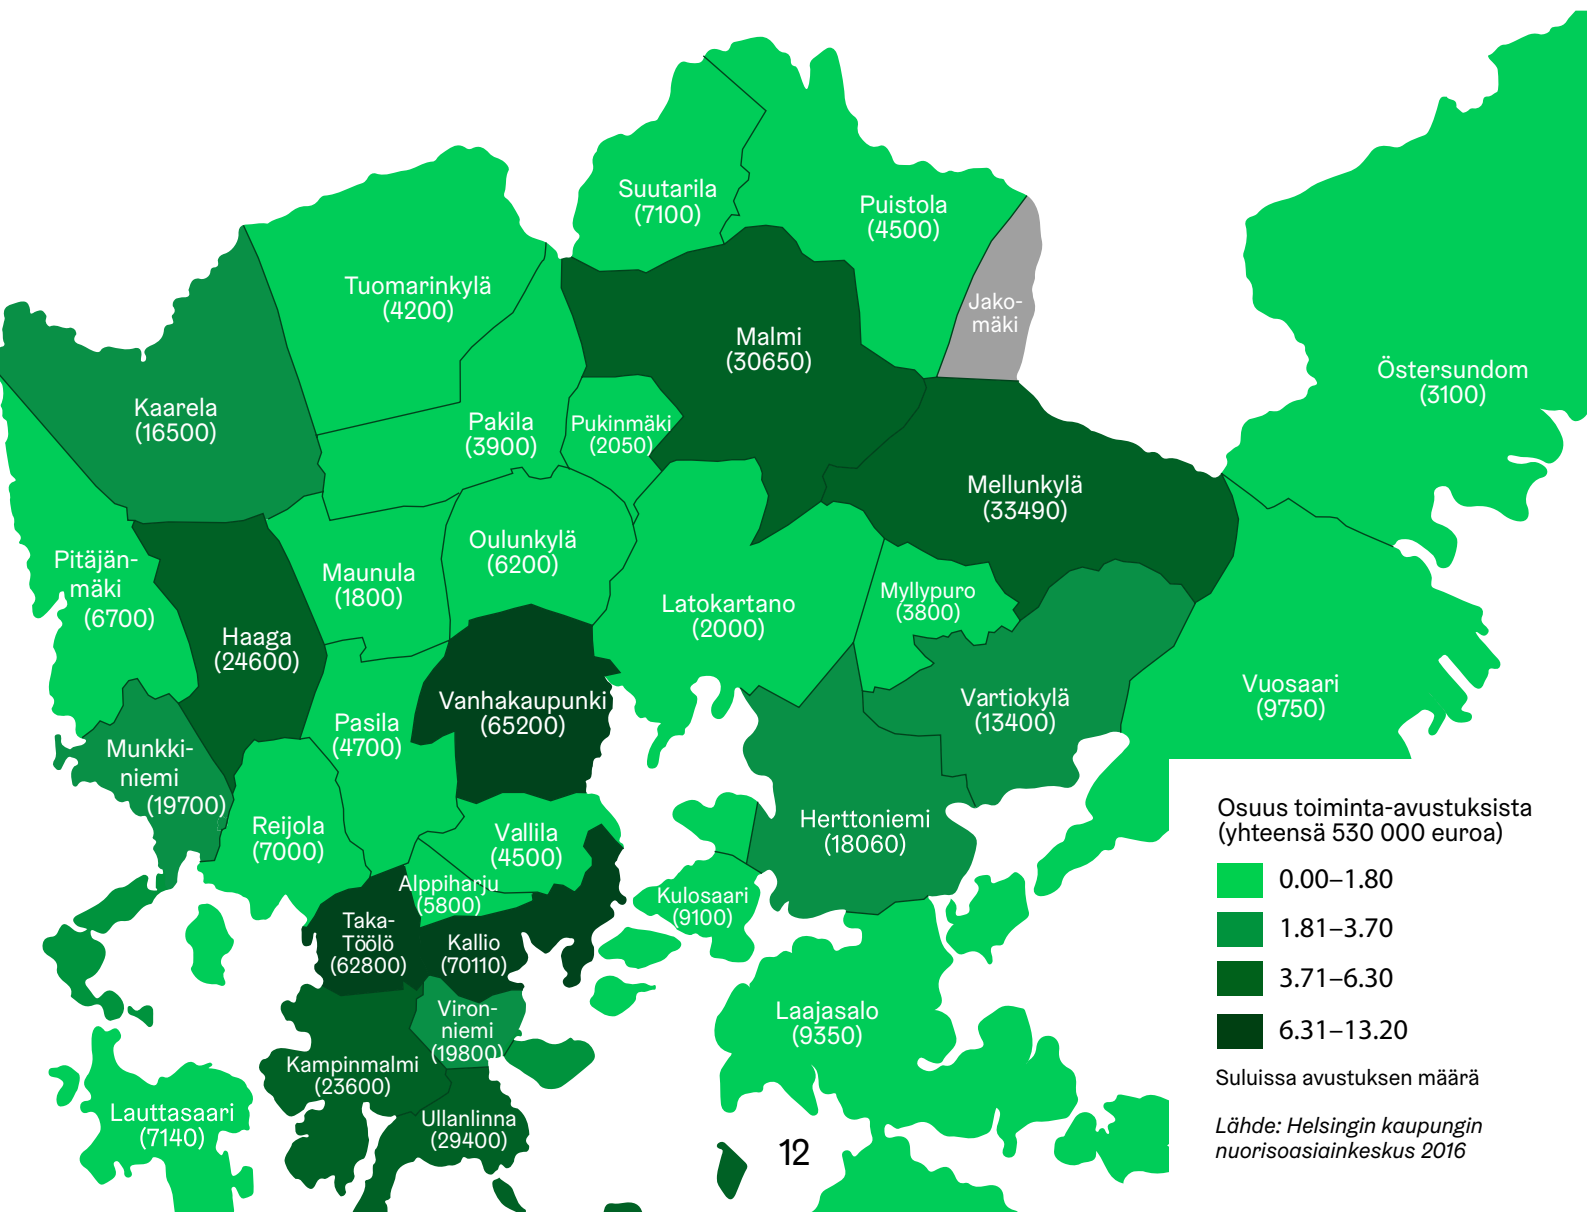 Suutarila
(7100)
Puistola
(4500)
Tuomarinkylä
(4200)
Jako-
mäki
Malmi
(30650)
Östersundom
(3100)
Kaarela
(16500)
Pakila
(3900)
Pukinmäki
(2050)
Mellunkylä
(33490)
Pitäjän-
mäki
(6700)
Oulunkylä
(6200)
Maunula
(1800)
Myllypuro
(3800)
Latokartano
(2000)
Haaga
(24600)
Vanhakaupunki
(65200)
Vartiokylä
(13400)
Vuosaari
(9750)
Pasila
(4700)
Munkki-
niemi
(19700)
Reijola
(7000)
Vallila
(4500)
Herttoniemi
(18060)
Alppiharju
(5800)
Kulosaari
(9100)
Taka-
Töölö
(62800)
Kallio
(70110)
Viron-
niemi
(19800)
Laajasalo
(9350)
Kampinmalmi
(23600)
Lauttasaari
(7140)
Ullanlinna
(29400)
12
Osuus toiminta-avustuksista
(yhteensä 530 000 euroa)
0.00–1.80
1.81–3.70
3.71–6.30
6.31–13.20
Suluissa avustuksen määrä
Lähde: Helsingin kaupungin
nuorisoasiainkeskus 2016